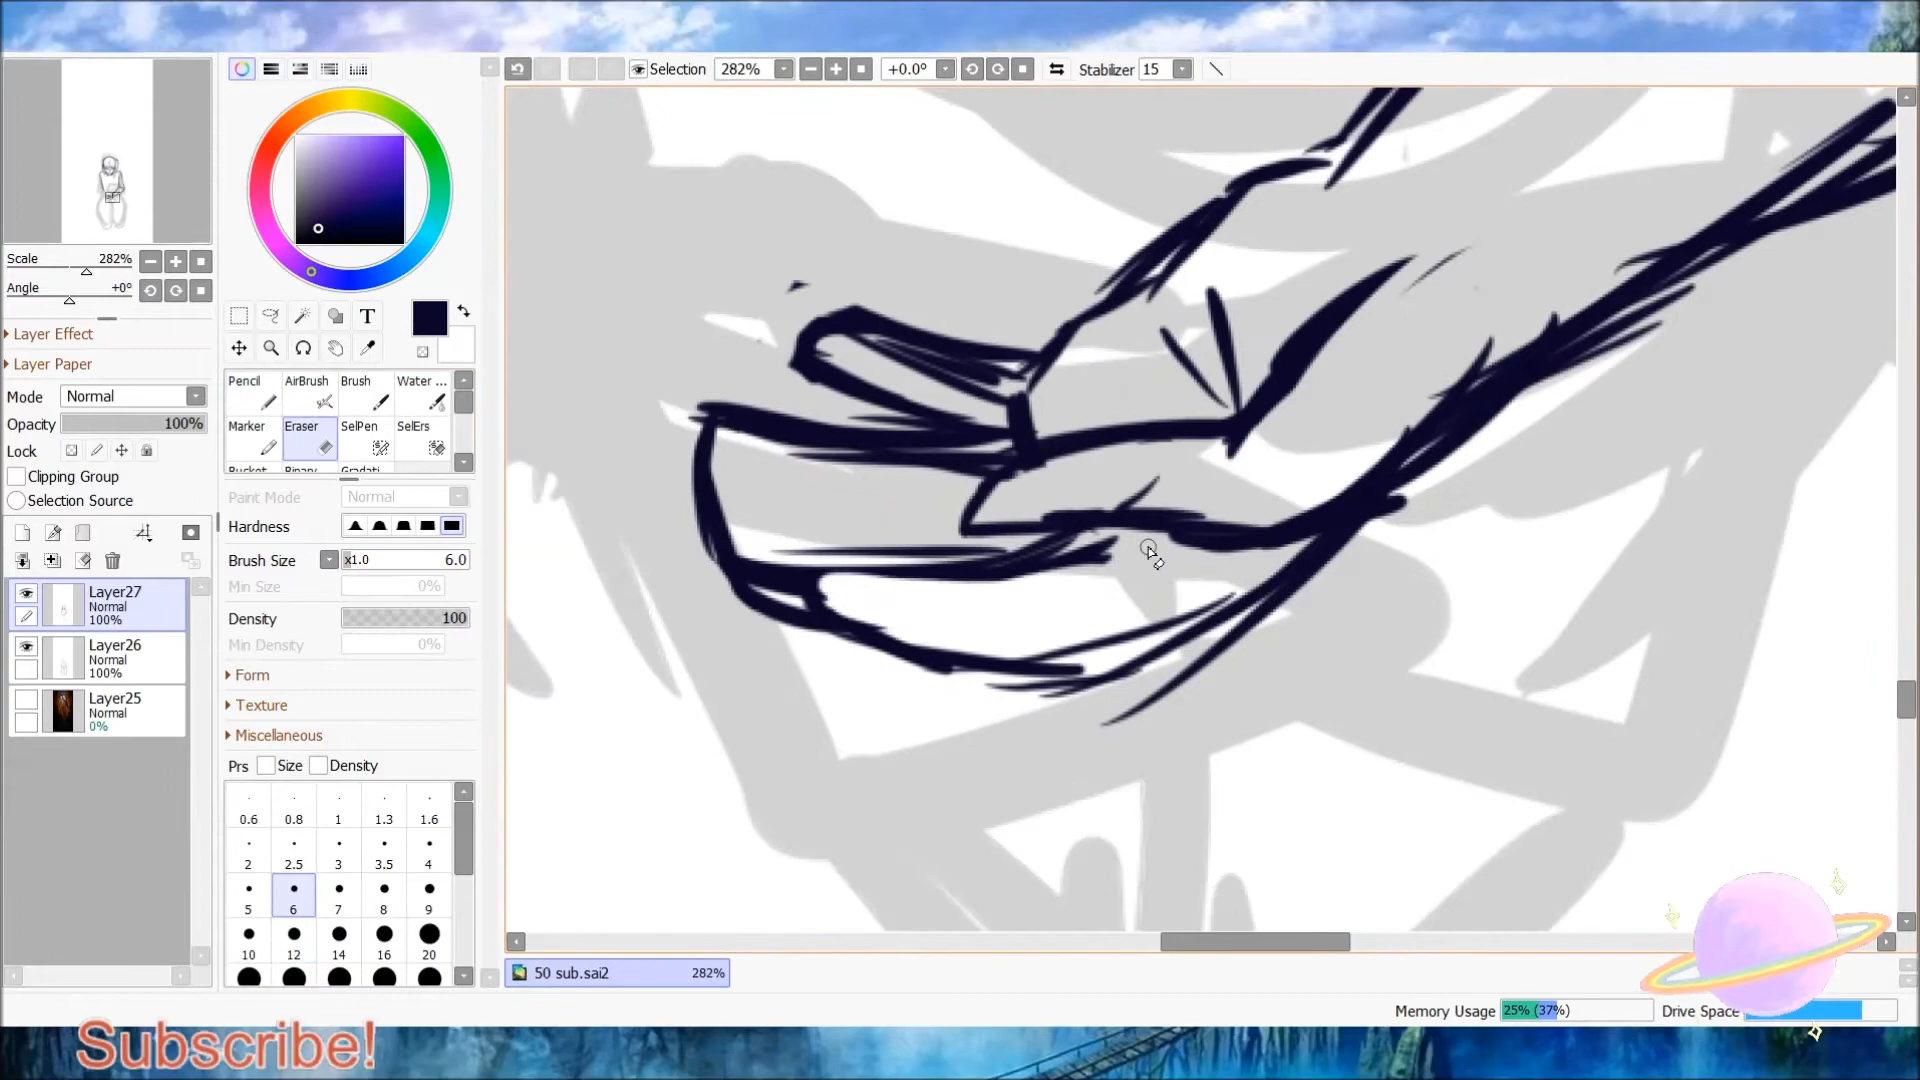 Selection 282% +0.0º Stabilizer 15
Scale 282%
Angle +0º
Layer Effect
Layer Paper
Mode Normal
Opacity 100%
Lock
Clipping Group
Selection Source
Layer27
Normal
100%
Layer26
Normal
100%
Layer25
Normal
0%
T
Pencil AirBrush Brush Water ...
Marker Eraser SelPen SelErs
Bucket Binary Gradati
Paint Mode Normal
Hardness
Brush Size x1.0 6.0
Min Size 0%
Density 100
Min Density 0%
Form
Texture
Miscellaneous
Prs Size Density
0.6 0.8 1 1.3 1.6
2 2.5 3 3.5 4
5 6 7 8 9
10 12 14 16 20
50 sub.sai2 282%
Memory Usage 25% (37%) Drive Space
Subscribe!